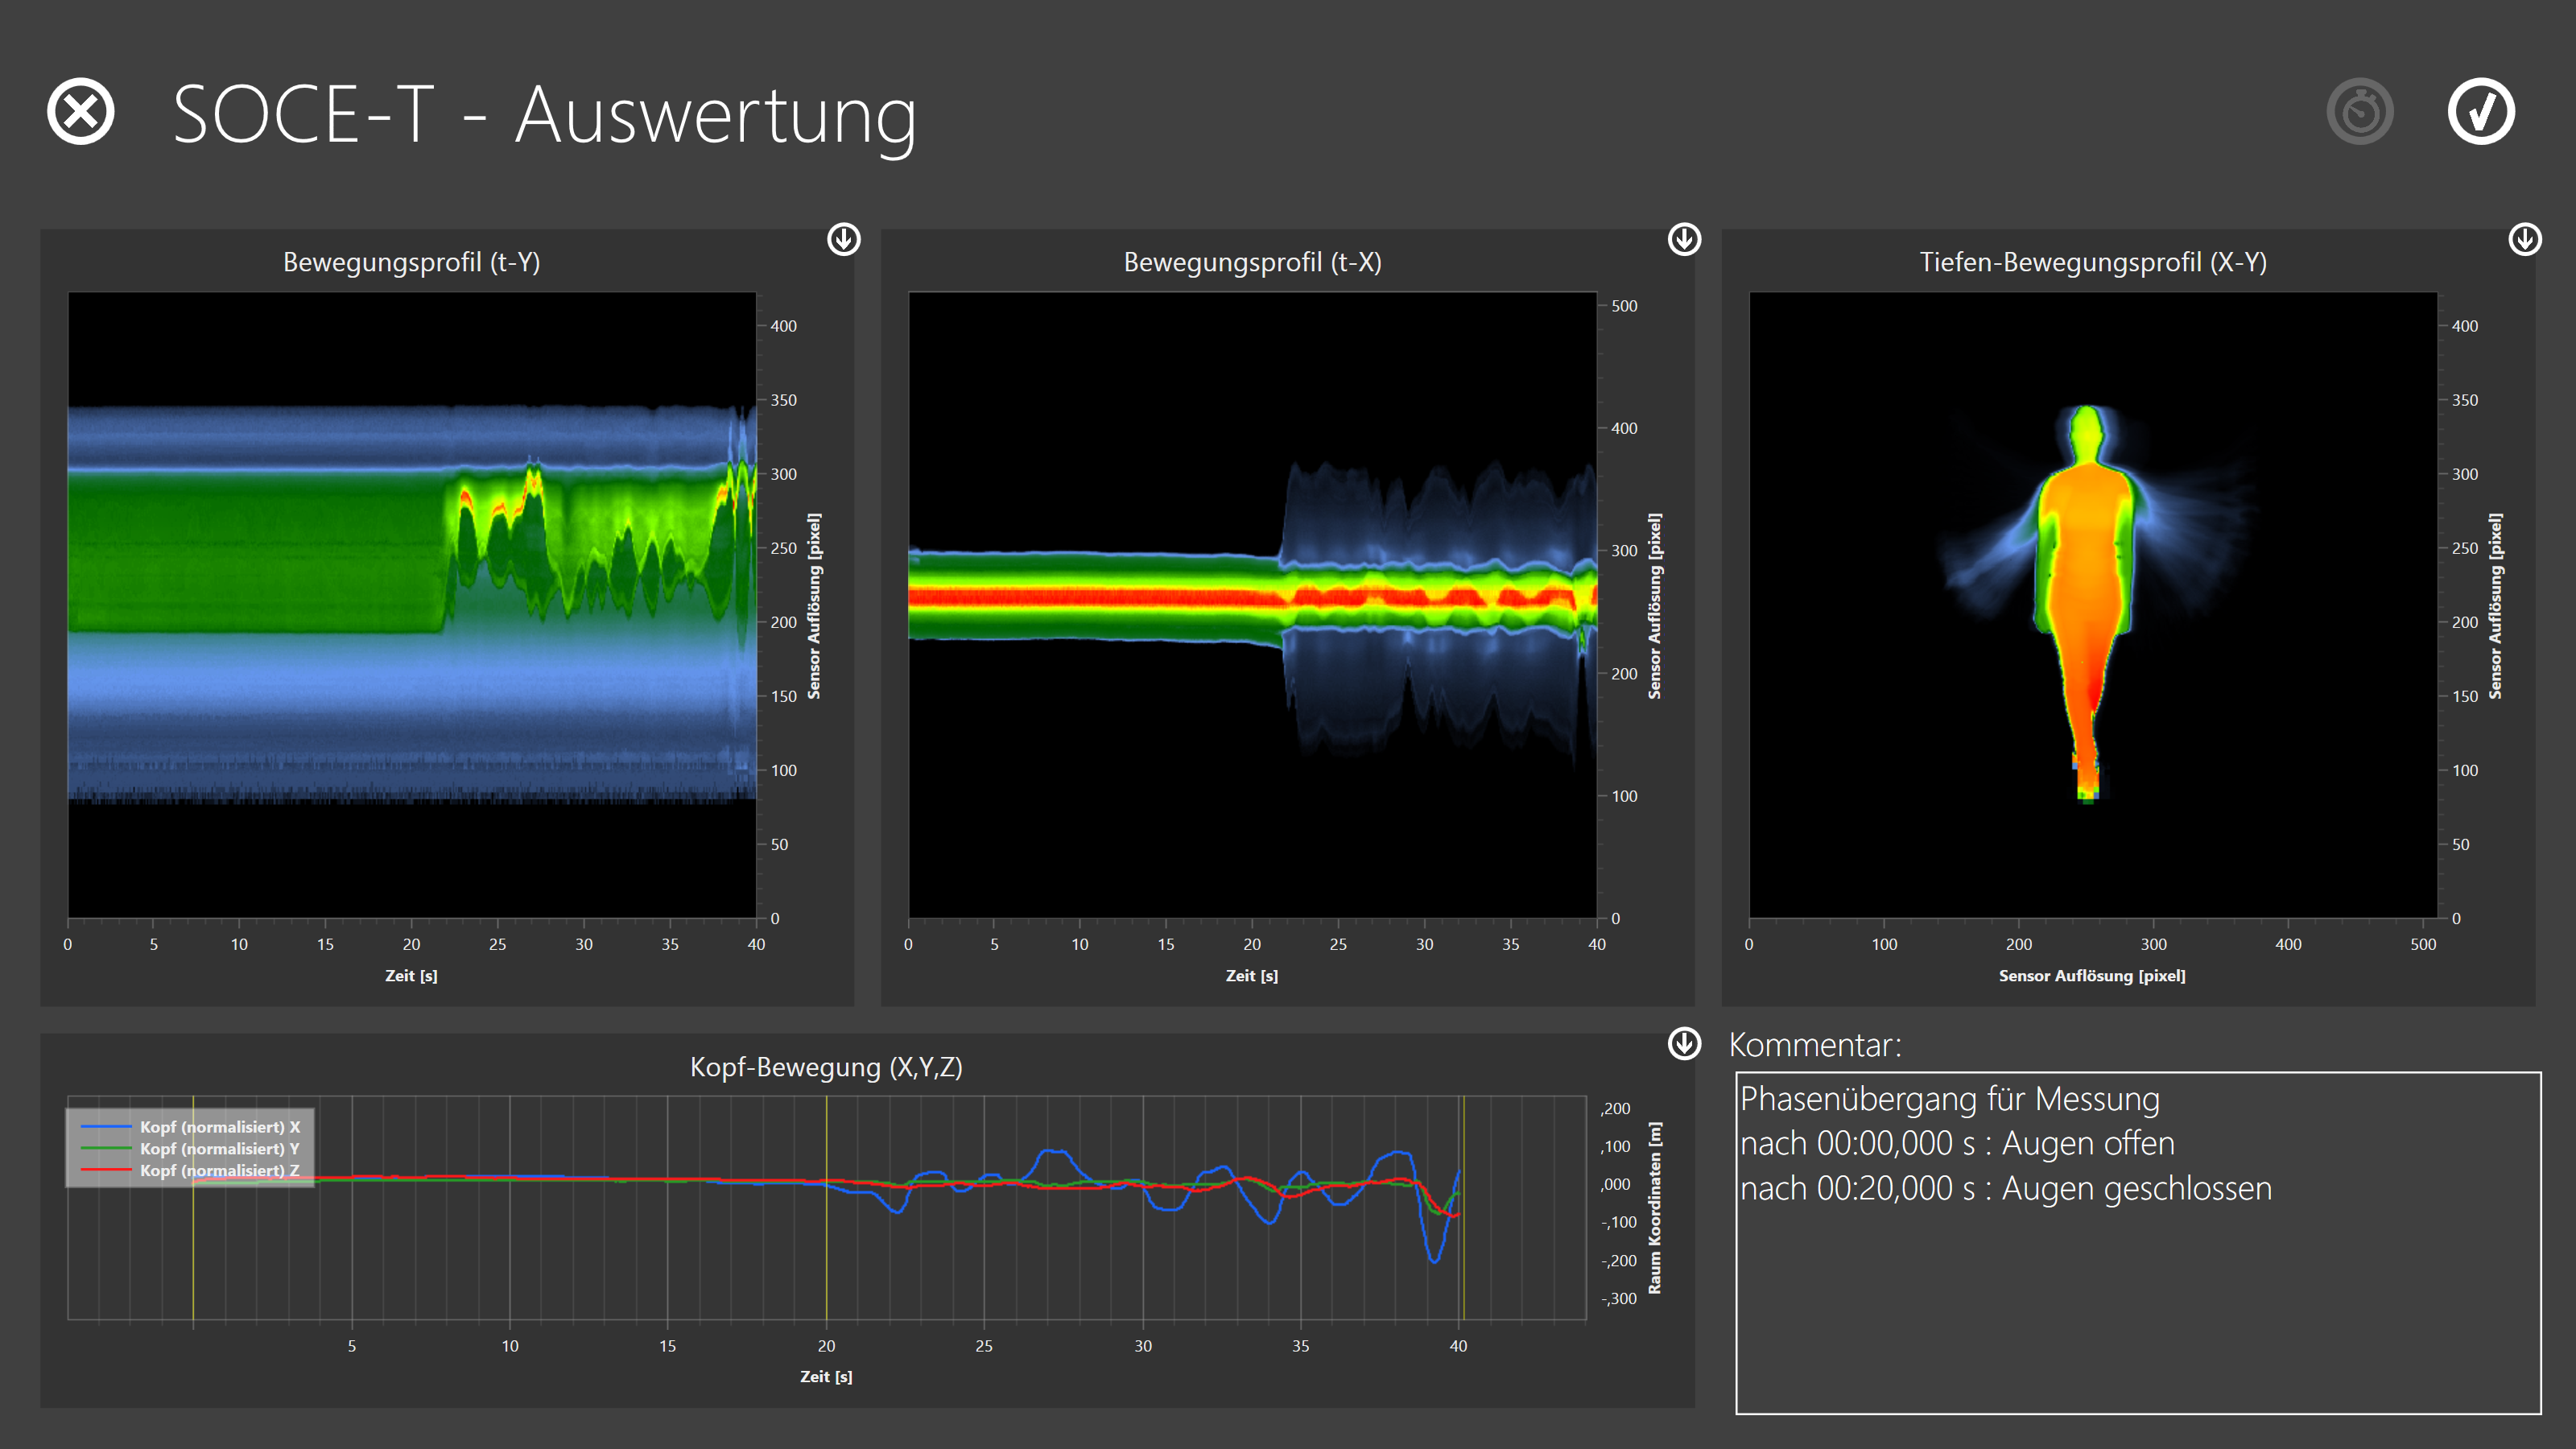 SOCE-T - Auswertung
Bewegungsprofil (t-Y)
400
350
300
250
200
150
100
50
0
Sensor Auflösung [pixel]
0 5 10 15 20 25 30 35 40
Zeit [s]
Bewegungsprofil (t-X)
500
400
300
200
100
0
Sensor Auflösung [pixel]
0 5 10 15 20 25 30 35 40
Zeit [s]
Tiefen-Bewegungsprofil (X-Y)
400
350
300
250
200
150
100
50
0
Sensor Auflösung [pixel]
0 100 200 300 400 500
Sensor Auflösung [pixel]
Kopf-Bewegung (X,Y,Z)
Kopf (normalisiert) X
Kopf (normalisiert) Y
Kopf (normalisiert) Z
,200
,100
,000
-,100
-,200
-,300
Raum Koordinaten [m]
5 10 15 20 25 30 35 40
Zeit [s]
Kommentar:
Phasenübergang für Messung
nach 00:00,000 s : Augen offen
nach 00:20,000 s : Augen geschlossen